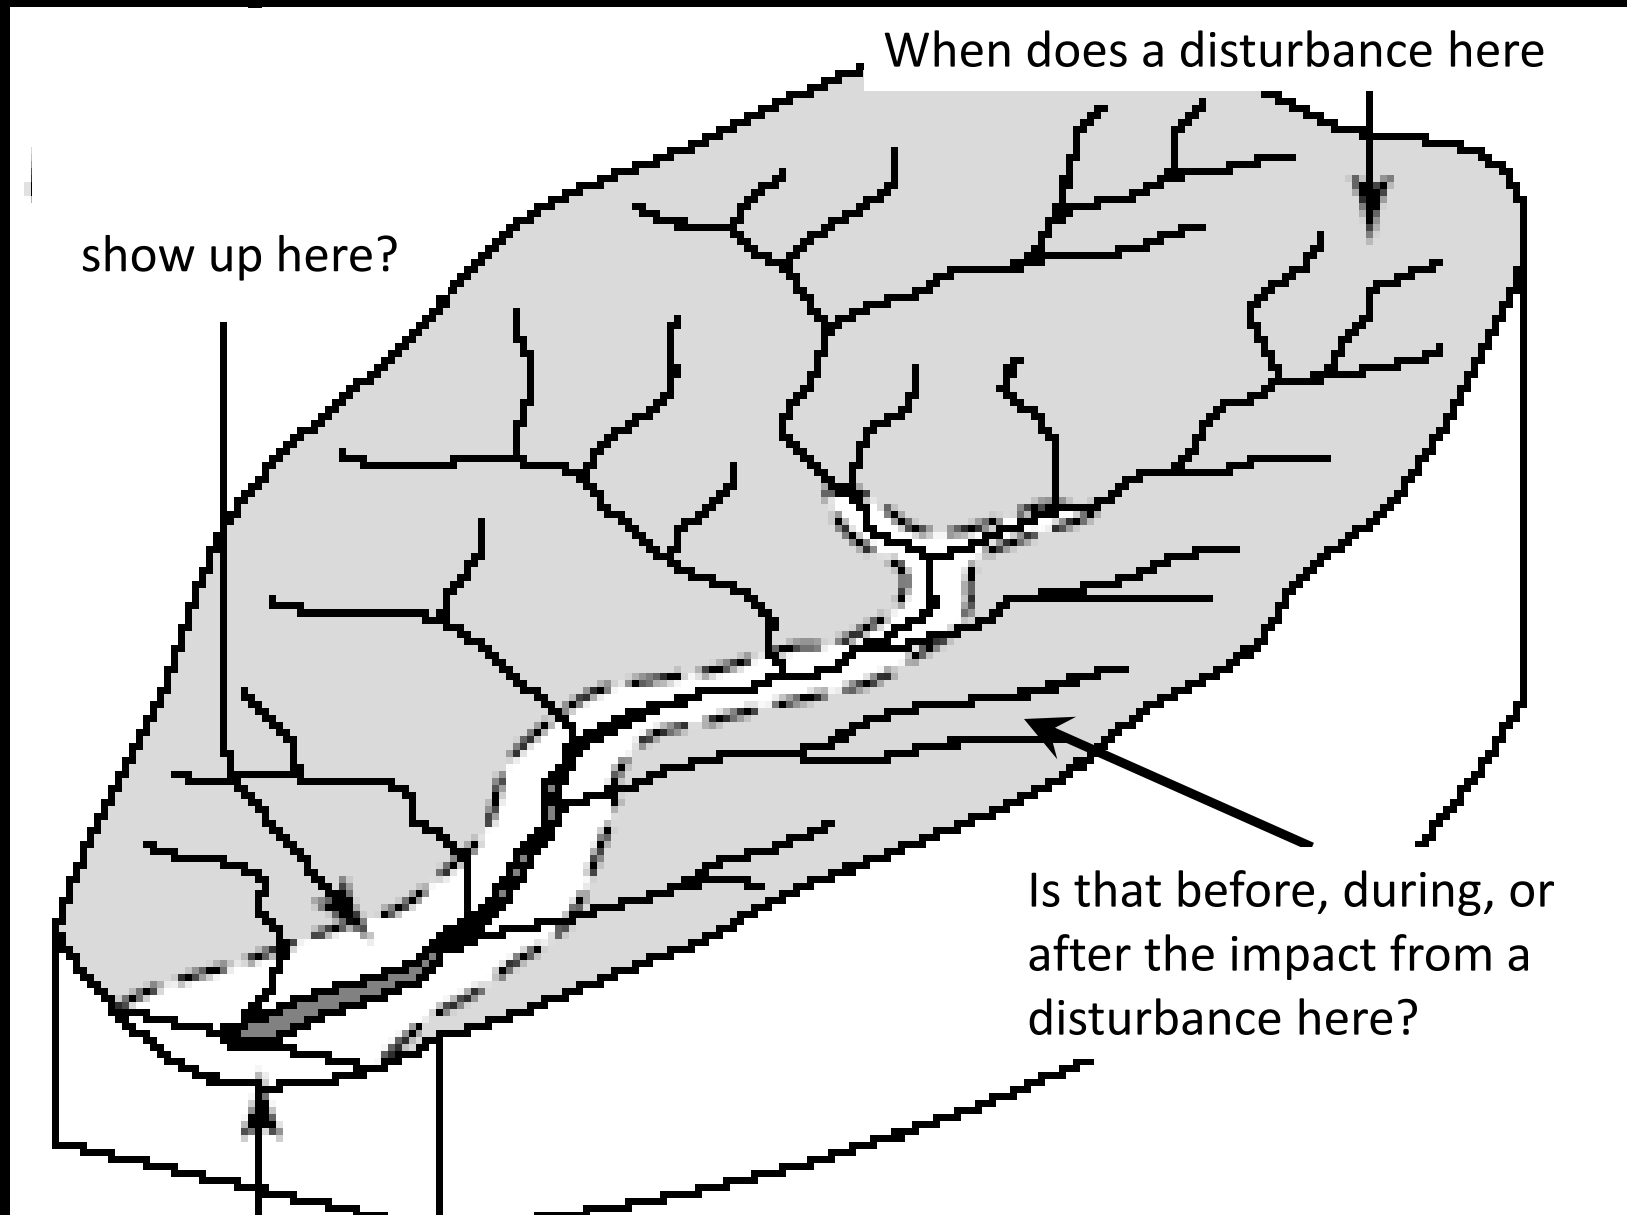 When does a disturbance here
show up here?
Is that before, during, or
after the impact from a
disturbance here?